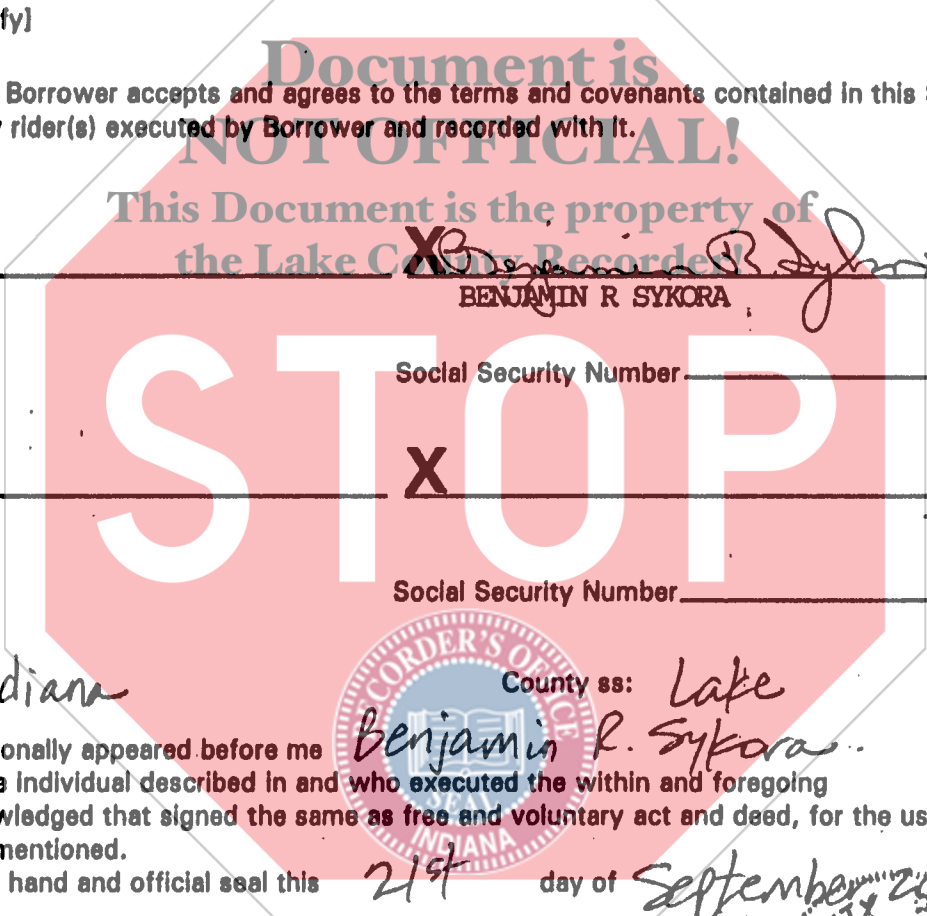 fy]
Document is
Borrower accepts and agrees to the terms and covenants contained in this
rider(s) executed by Borrower and recorded with it.
NOT OFFICIAL!
This Document is the property of
the Lake County Recorder!
X Benjamin R. Sykora
BENJAMIN R SYKORA
Social Security Number
STOP
X
Social Security Number
RECORDER'S OFFICE
diana County ss: Lake
onally appeared before me Benjamin R. Sykora
individual described in and who executed the within and foregoing
wledged that signed the same as free and voluntary act and deed, for the us
SEAL
INDIANA
mentioned.
hand and official seal this 21st day of September